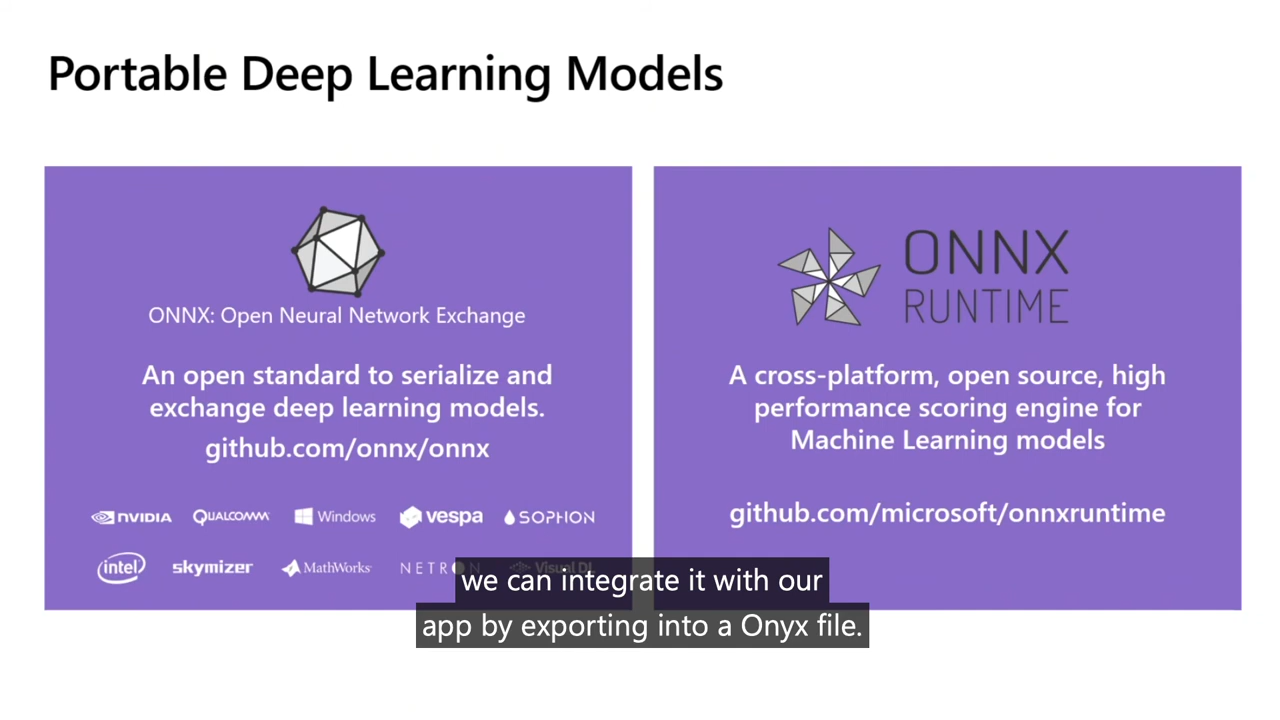 Portable Deep Learning Models
ONNX: Open Neural Network Exchange
An open standard to serialize and
exchange deep learning models.
github.com/onnx/onnx
NVIDIA QUALCOMM Windows vespa SOPHON
intel skymizer MathWorks NETRON Visual DL
ONNX
RUNTIME
A cross-platform, open source, high
performance scoring engine for
Machine Learning models
github.com/microsoft/onnxruntime
we can integrate it with our
app by exporting into a Onyx file.